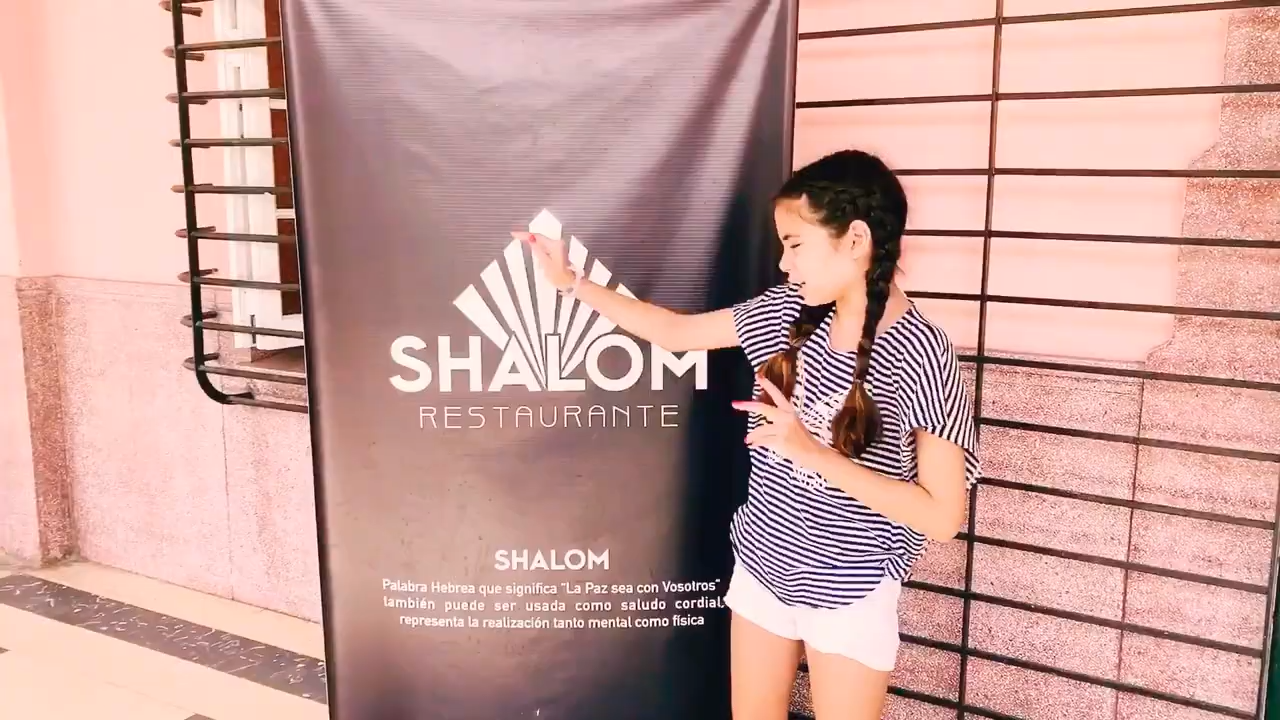 SHALOM
RESTAURANTE
SHALOM
Palabra Hebrea que significa "La Paz sea con Vosotros"
también puede ser usada como saludo cordial,
representa la realización tanto mental como física